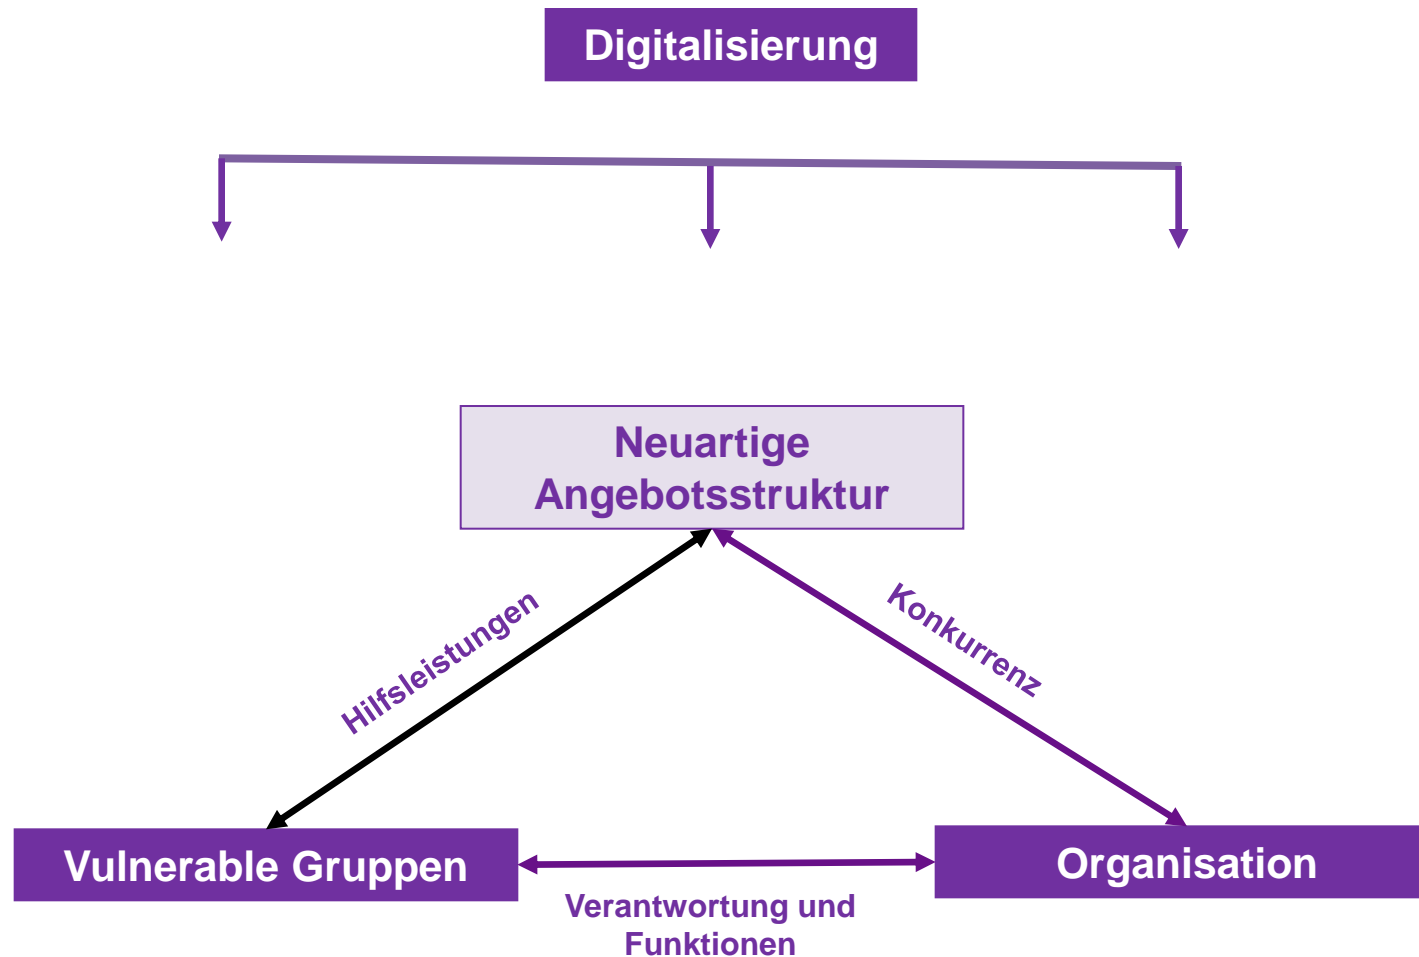 Digitalisierung
Neuartige
Angebotsstruktur
Hilfsleistungen
Konkurrenz
Vulnerable Gruppen
Organisation
Verantwortung und
Funktionen